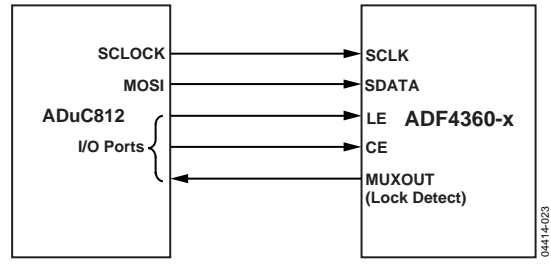 SCLOCK
MOSI
ADuC812
I/O Ports
SCLK
SDATA
LE
ADF4360-x
CE
MUXOUT
(Lock Detect)
04414-023